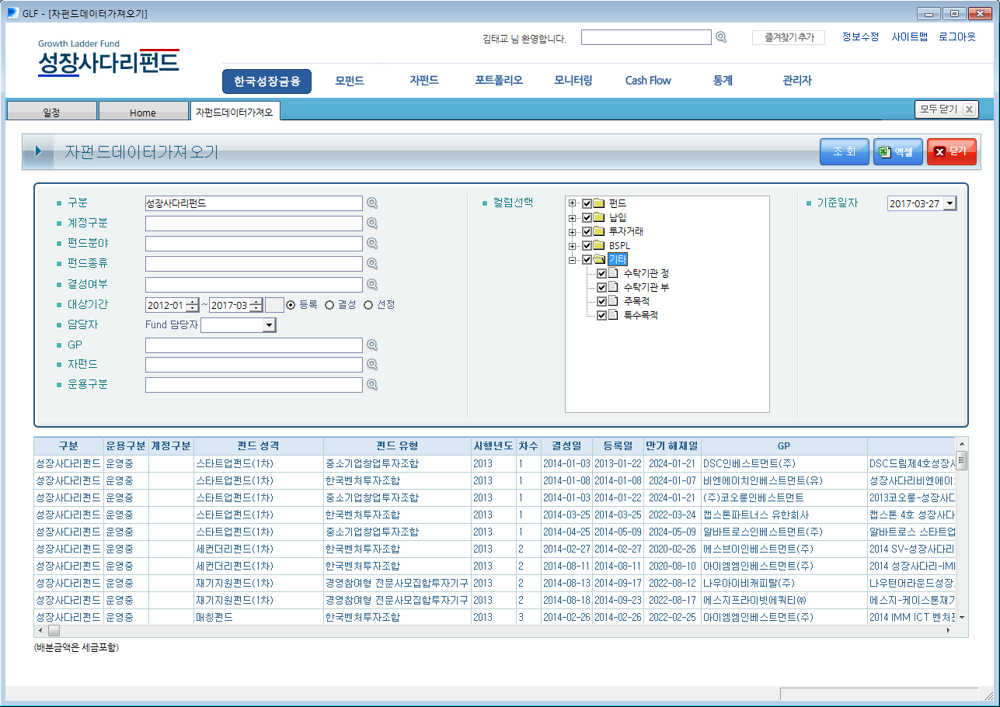 GLF - [자펀드데이터가져오기]
김태교 님 환영합니다.
즐겨찾기 추가
정보수정 사이트맵 로그아웃
Growth Ladder Fund
성장사다리펀드
한국성장금융 모펀드 자펀드 포트폴리오 모니터링 Cash Flow 통계 관리자
일정 Home 자펀드데이터가져오 모두 닫기
자펀드데이터가져오기 조 회 엑셀 닫기
구분 성장사다리펀드
계정구분
펀드분야
펀드종류
결성여부
대상기간 2012-01 ~ 2017-03 등록 결성 선정
담당자 Fund 담당자
GP
자펀드
운용구분
컬럼선택
펀드
납입
투자거래
BSPL
기타
수탁기관 정
수탁기관 부
주목적
특수목적
기준일자 2017-03-27
구분 운용구분 계정구분 펀드 성격 펀드 유형 시행년도 차수 결성일 등록일 만기 해제일 GP
성장사다리펀드 운영중 스타트업펀드(1차) 중소기업창업투자조합 2013 1 2014-01-03 2013-01-22 2024-01-21 DSC인베스트먼트(주) DSC드림제4호성장사
성장사다리펀드 운영중 스타트업펀드(1차) 한국벤처투자조합 2013 1 2014-01-08 2014-01-08 2024-01-07 비엔에이치인베스트먼트(유) 성장사다리비엔에이
성장사다리펀드 운영중 스타트업펀드(1차) 중소기업창업투자조합 2013 1 2014-01-03 2014-01-22 2024-01-21 (주)코오롱인베스트먼트 2013코오롱-성장사다
성장사다리펀드 운영중 스타트업펀드(1차) 한국벤처투자조합 2013 1 2014-03-25 2014-03-25 2022-03-24 캡스톤파트너스 유한회사 캡스톤 4호 성장사다
성장사다리펀드 운영중 스타트업펀드(1차) 중소기업창업투자조합 2013 1 2014-04-25 2014-05-09 2024-05-09 알바트로스인베스트먼트(주) 알바트로스 스타트업
성장사다리펀드 운영중 세컨더리펀드(1차) 한국벤처투자조합 2013 2 2014-02-27 2014-02-27 2020-02-26 에스브이인베스트먼트(주) 2014 SV-성장사다리
성장사다리펀드 운영중 세컨더리펀드(1차) 한국벤처투자조합 2013 2 2014-08-11 2014-08-11 2020-08-10 아이엠엠인베스트먼트(주) 2014 성장사다리-IMI
성장사다리펀드 운영중 재기지원펀드(1차) 경영참여형 전문사모집합투자기구 2013 2 2014-08-13 2014-09-17 2022-08-12 나우아이비캐피탈(주) 나우턴어라운드성장
성장사다리펀드 운영중 재기지원펀드(1차) 경영참여형 전문사모집합투자기구 2013 2 2014-08-18 2014-09-23 2022-08-17 에스지프라이빗에쿼티㈜ 에스지-케이스톤재기
성장사다리펀드 운영중 매칭펀드 한국벤처투자조합 2013 3 2014-02-26 2014-02-26 2022-02-25 아이엠엠인베스트먼트(주) 2014 IMM ICT 벤처펀
(배분금액은 세금포함)